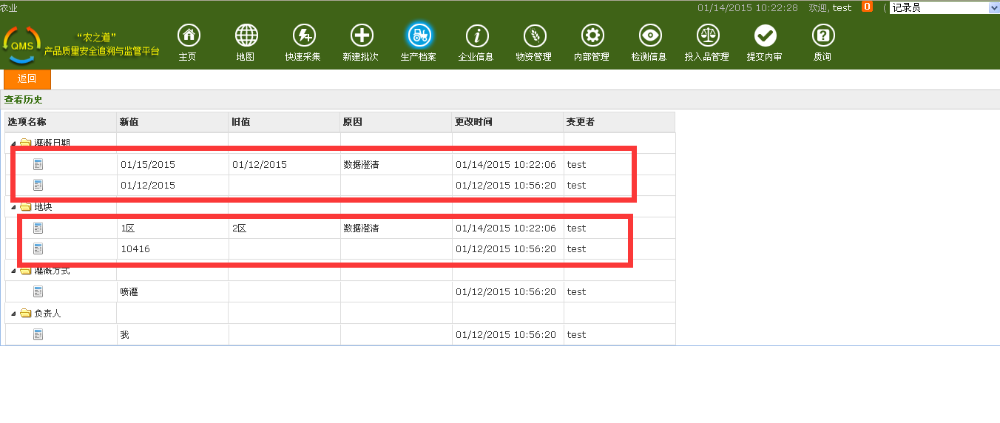 农业
01/14/2015 10:22:28 欢迎, test 0 ( 记录员
QMS “农之道” 产品质量安全追溯与监管平台
主页 地图 快速采集 新建批次 生产档案 企业信息 物资管理 内部管理 检测信息 投入品管理 提交内审 质询
返回
查看历史
选项名称 新值 旧值 原因 更改时间 变更者
灌溉日期
01/15/2015 01/12/2015 数据澄清 01/14/2015 10:22:06 test
01/12/2015 01/12/2015 10:56:20 test
地块
1区 2区 数据澄清 01/14/2015 10:22:06 test
10416 01/12/2015 10:56:20 test
灌溉方式
喷灌 01/12/2015 10:56:20 test
负责人
我 01/12/2015 10:56:20 test